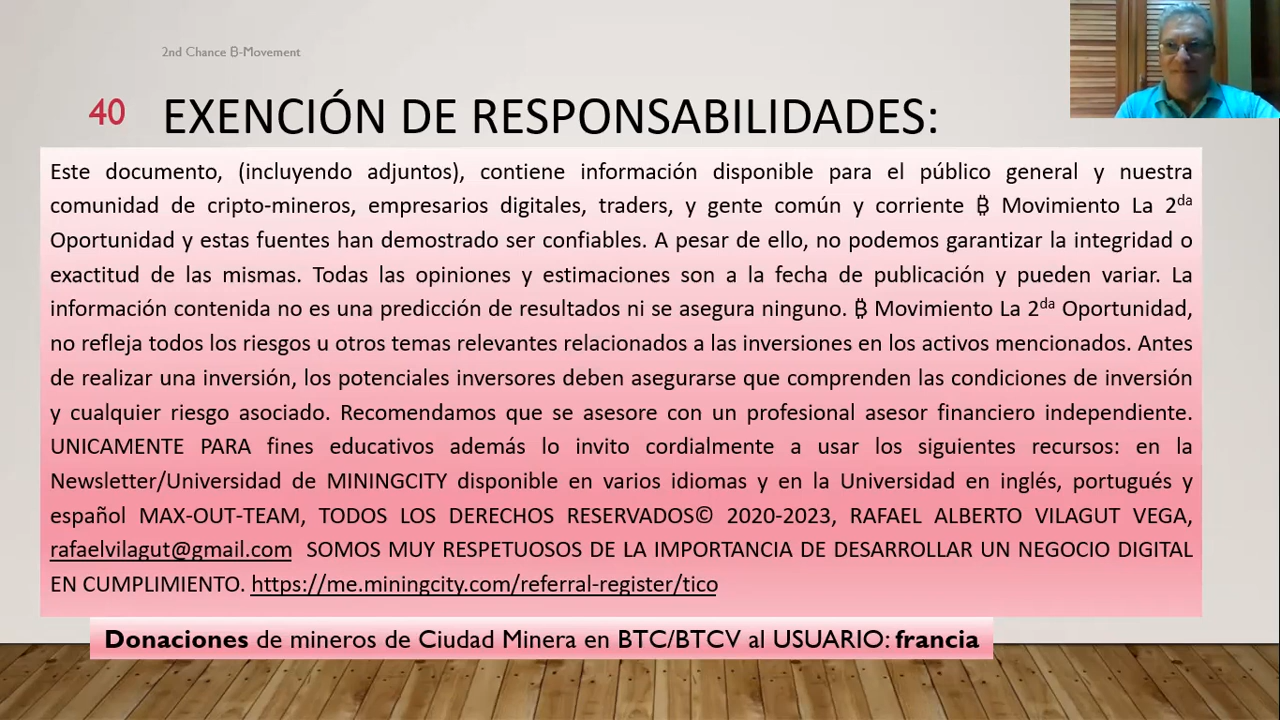 2nd Chance B-Movement
40 EXENCIÓN DE RESPONSABILIDADES:
Este documento, (incluyendo adjuntos), contiene información disponible para el público general y nuestra
comunidad de cripto-mineros, empresarios digitales, traders, y gente común y corriente ₿ Movimiento La 2da
Oportunidad y estas fuentes han demostrado ser confiables. A pesar de ello, no podemos garantizar la integridad o
exactitud de las mismas. Todas las opiniones y estimaciones son a la fecha de publicación y pueden variar. La
información contenida no es una predicción de resultados ni se asegura ninguno. ₿ Movimiento La 2da Oportunidad,
no refleja todos los riesgos u otros temas relevantes relacionados a las inversiones en los activos mencionados. Antes
de realizar una inversión, los potenciales inversores deben asegurarse que comprenden las condiciones de inversión
y cualquier riesgo asociado. Recomendamos que se asesore con un profesional asesor financiero independiente.
UNICAMENTE PARA fines educativos además lo invito cordialmente a usar los siguientes recursos: en la
Newsletter/Universidad de MININGCITY disponible en varios idiomas y en la Universidad en inglés, portugués y
español MAX-OUT-TEAM, TODOS LOS DERECHOS RESERVADOS© 2020-2023, RAFAEL ALBERTO VILAGUT VEGA,
rafaelvilagut@gmail.com SOMOS MUY RESPETUOSOS DE LA IMPORTANCIA DE DESARROLLAR UN NEGOCIO DIGITAL
EN CUMPLIMIENTO. https://me.miningcity.com/referral-register/tico
Donaciones de mineros de Ciudad Minera en BTC/BTCV al USUARIO: francia